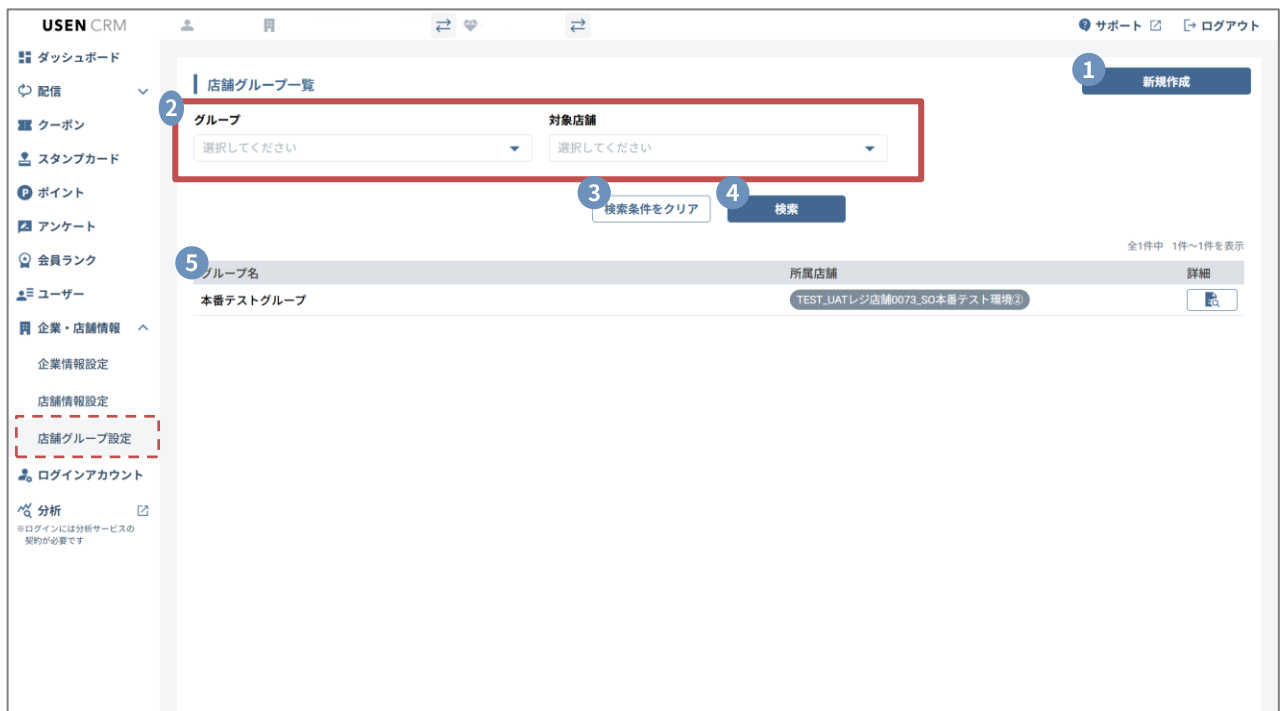 USEN CRM
サポート
ログアウト
ダッシュボード
配信
クーポン
スタンプカード
ポイント
アンケート
会員ランク
ユーザー
企業・店舗情報
企業情報設定
店舗情報設定
店舗グループ設定
ログインアカウント
分析
※ログインには分析サービスの
契約が必要です
店舗グループ一覧
1
新規作成
2
グループ
対象店舗
選択してください
選択してください
3
検索条件をクリア
4
検索
全1件中 1件～1件を表示
5
グループ名
所属店舗
詳細
本番テストグループ
TEST_UATレジ店舗0073_SO本番テスト環境②